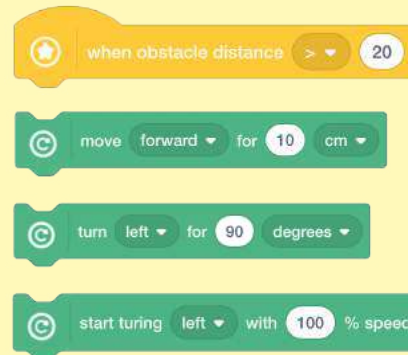 when obstacle distance > 20
move forward for 10 cm
turn left for 90 degrees
start turing left with 100 % speed